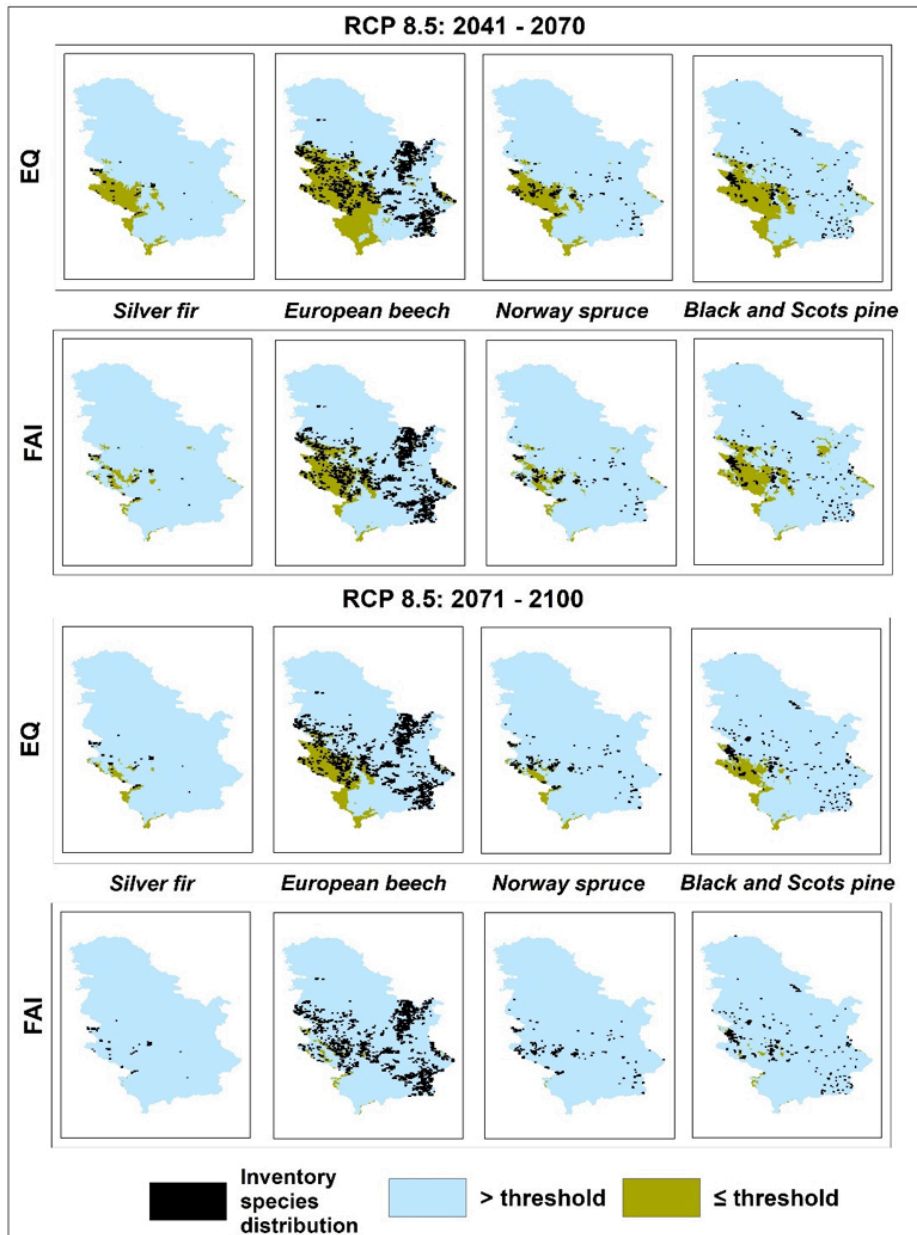 RCP 8.5: 2041 - 2070
EQ
Silver fir European beech Norway spruce Black and Scots pine
FAI
RCP 8.5: 2071 - 2100
EQ
Silver fir European beech Norway spruce Black and Scots pine
FAI
Inventory
species
distribution
> threshold
≤ threshold